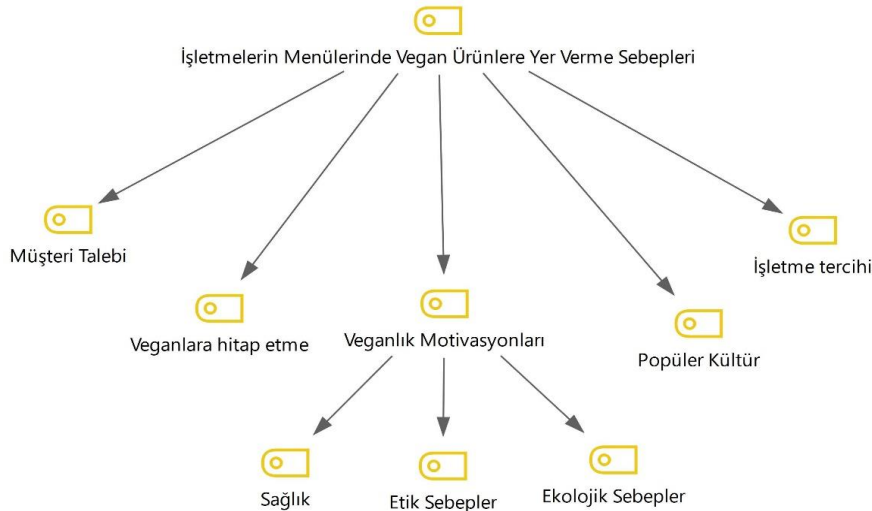 İşletmelerin Menülerinde Vegan Ürünlere Yer Verme Sebepleri
Müşteri Talebi
Veganlara hitap etme
Veganlık Motivasyonları
Popüler Kültür
İşletme tercihi
Sağlık
Etik Sebepler
Ekolojik Sebepler